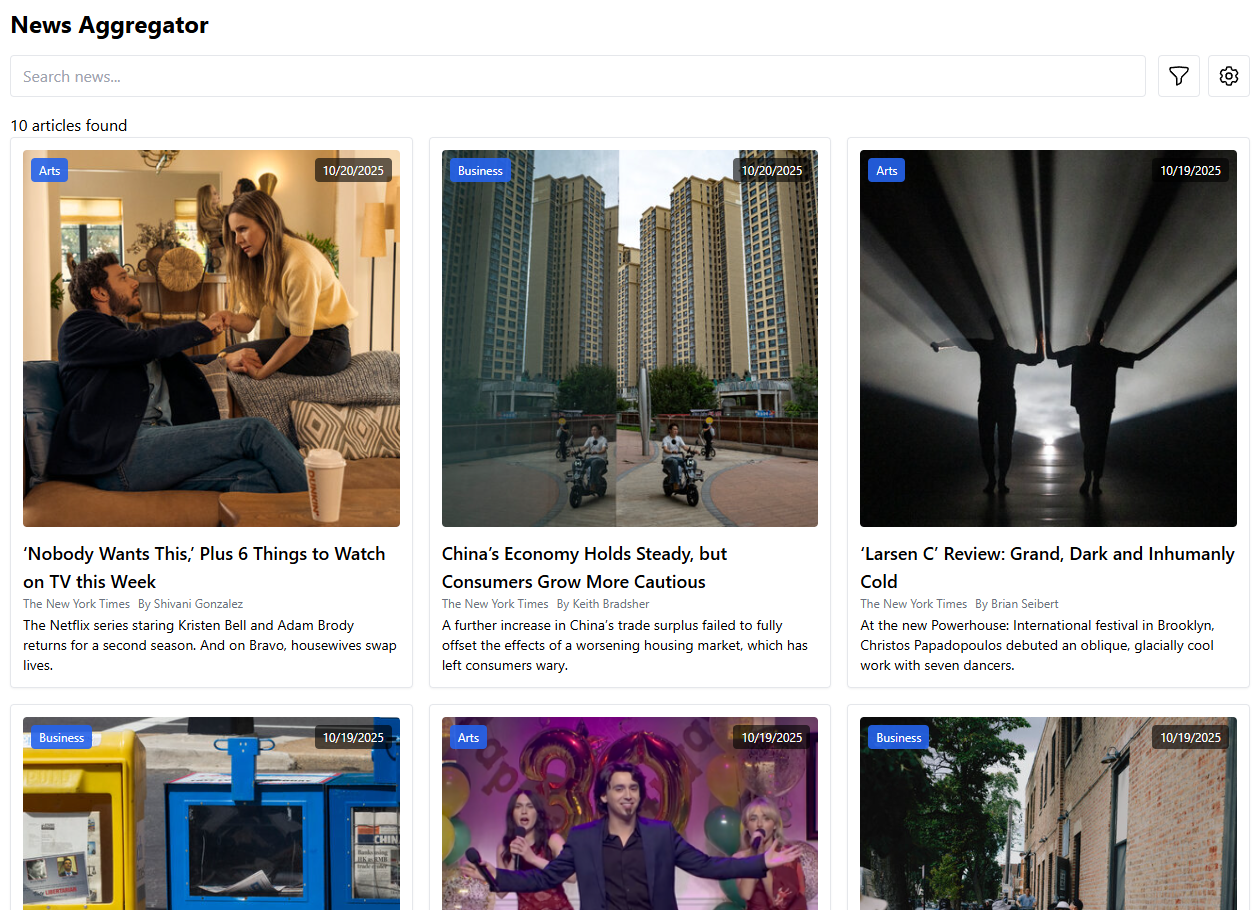 News Aggregator
Search news...
10 articles found
Arts
10/20/2025
Business
10/20/2025
Arts
10/19/2025
DUNKIN'
‘Nobody Wants This,’ Plus 6 Things to Watch
on TV this Week
The New York Times By Shivani Gonzalez
The Netflix series staring Kristen Bell and Adam Brody
returns for a second season. And on Bravo, housewives swap
lives.
China’s Economy Holds Steady, but
Consumers Grow More Cautious
The New York Times By Keith Bradsher
A further increase in China’s trade surplus failed to fully
offset the effects of a worsening housing market, which has
left consumers wary.
‘Larsen C’ Review: Grand, Dark and Inhumanly
Cold
The New York Times By Brian Seibert
At the new Powerhouse: International festival in Brooklyn,
Christos Papadopoulos debuted an oblique, glacially cool
work with seven dancers.
Business
10/19/2025
Arts
10/19/2025
Business
10/19/2025
CHIN
LIBERTARIAN